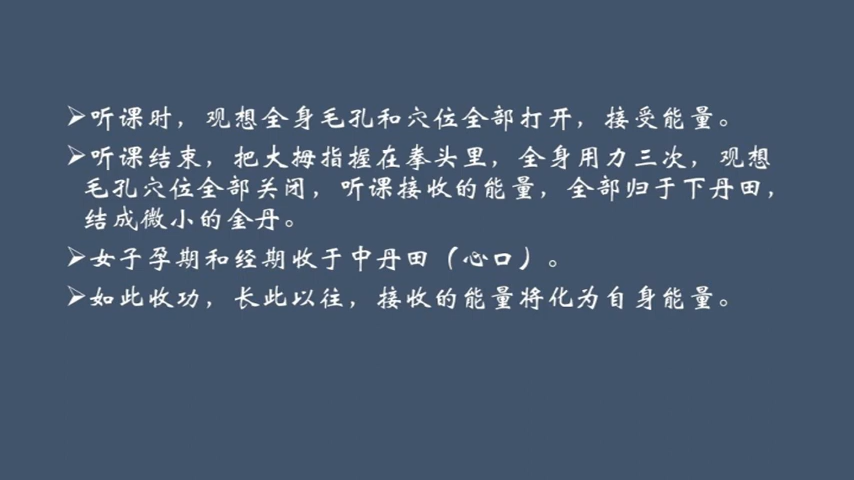 ➢听课时，观想全身毛孔和穴位全部打开，接受能量。
➢听课结束，把大拇指握在拳头里，全身用力三次，观想
毛孔穴位全部关闭，听课接收的能量，全部归于下丹田，
结成微小的金丹。
➢女子孕期和经期收于中丹田（心口）。
➢如此收功，长此以往，接收的能量将化为自身能量。